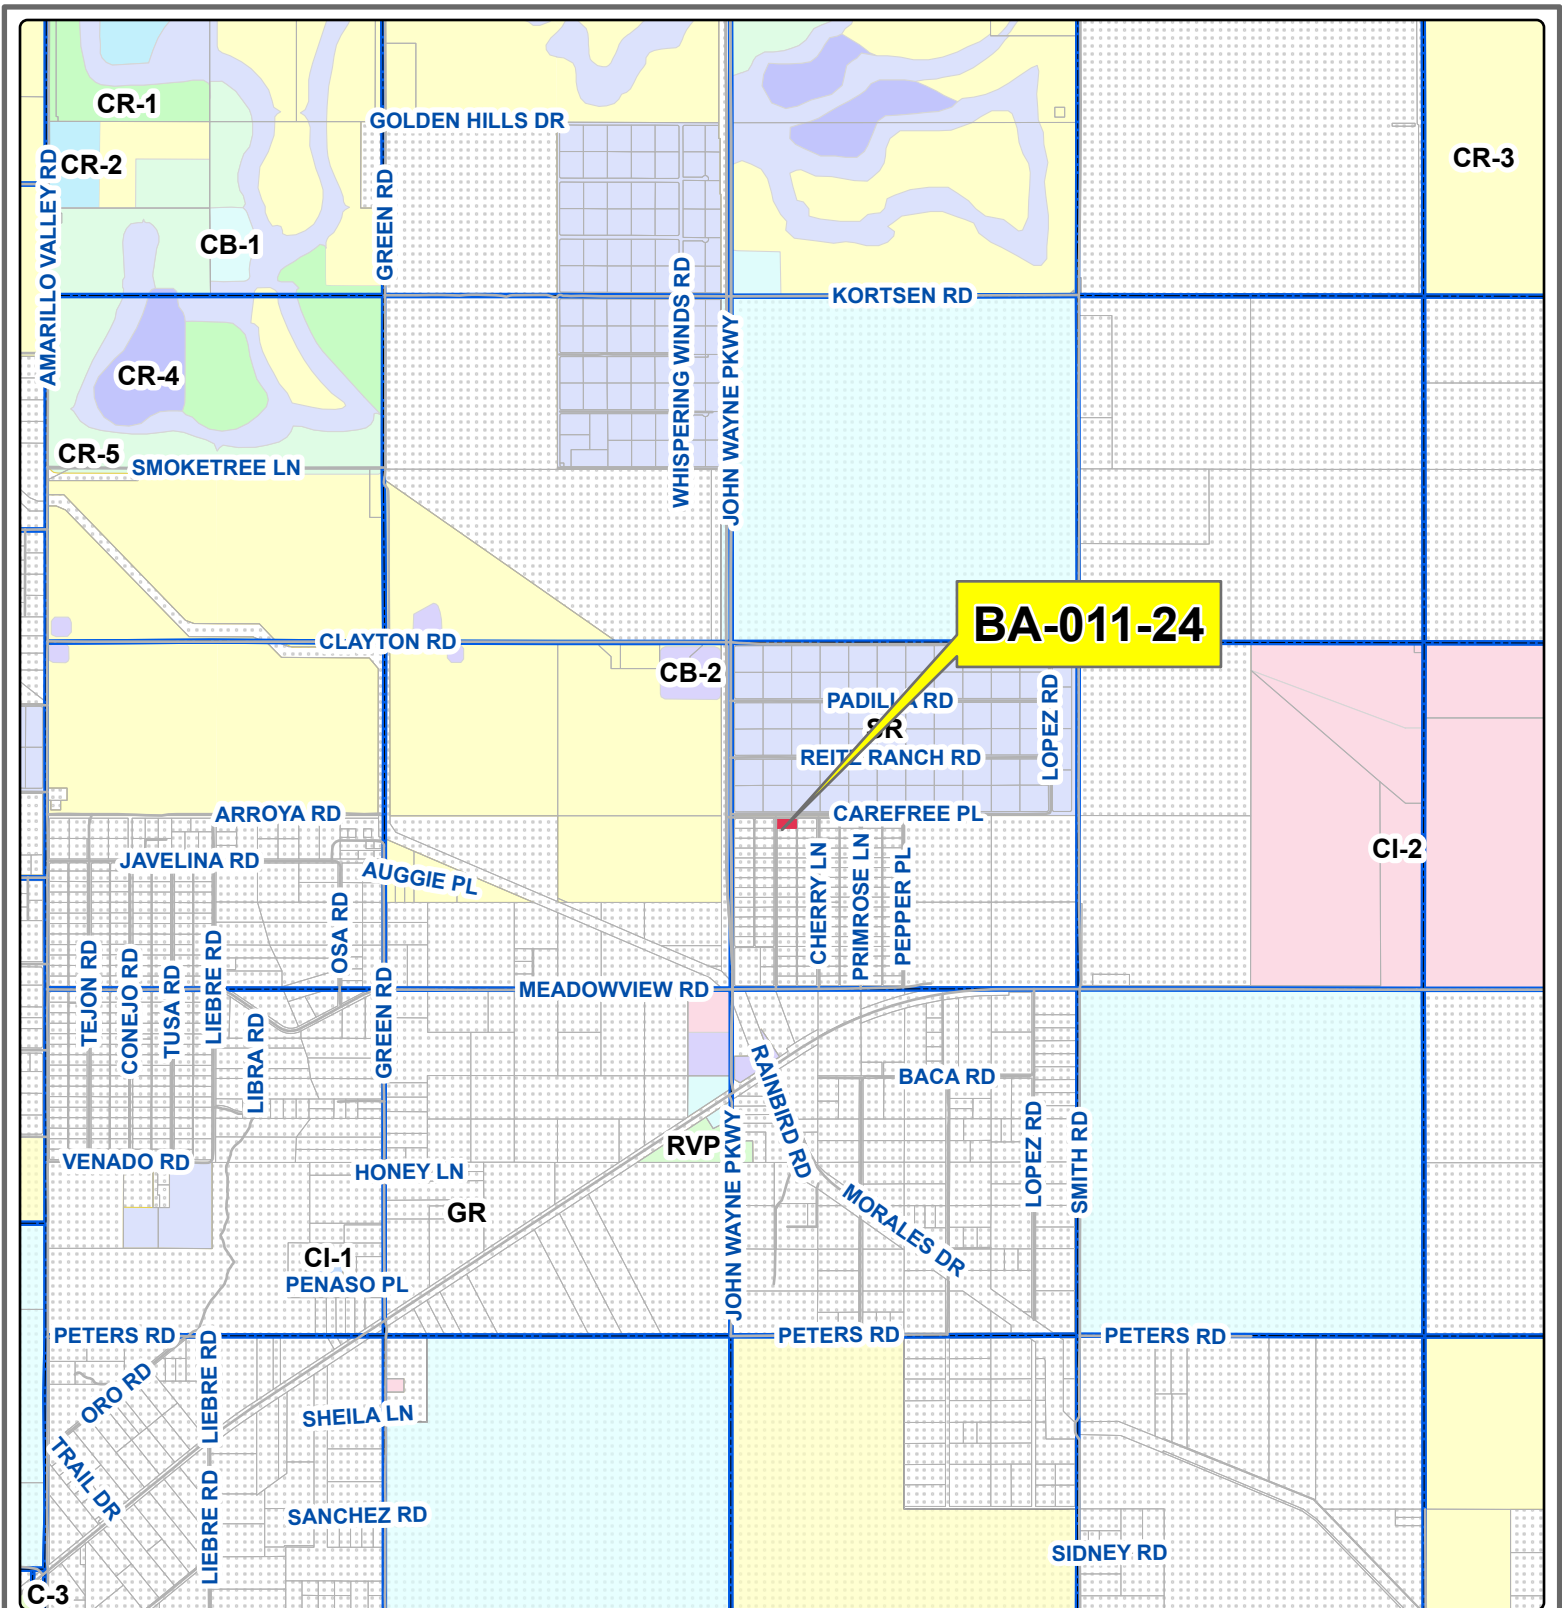 CR-1
GOLDEN HILLS DR
CR-2
CR-3
AMARILLO VALLEY RD
GREEN RD
CB-1
WHISPERING WINDS RD
KORTSEN RD
JOHN WAYNE PKWY
CR-4
CR-5
SMOKETREE LN
BA-011-24
CLAYTON RD
CB-2
PADILLA RD
LOPEZ RD
SR
REITZ RANCH RD
ARROYA RD
CAREFREE PL
JAVELINA RD
AUGGIE PL
CHERRY LN
PRIMROSE LN
PEPPER PL
CI-2
OSA RD
TEJON RD
CONEJO RD
TUSA RD
LIEBRE RD
MEADOWVIEW RD
GREEN RD
LIBRA RD
RAINBIRD RD
BACA RD
LOPEZ RD
SMITH RD
JOHN WAYNE PKWY
RVP
VENADO RD
HONEY LN
GR
MORALES DR
CI-1
PENASO PL
PETERS RD
PETERS RD
PETERS RD
LIEBRE RD
ORO RD
SHEILA LN
TRAIL DR
LIEBRE RD
SANCHEZ RD
SIDNEY RD
C-3